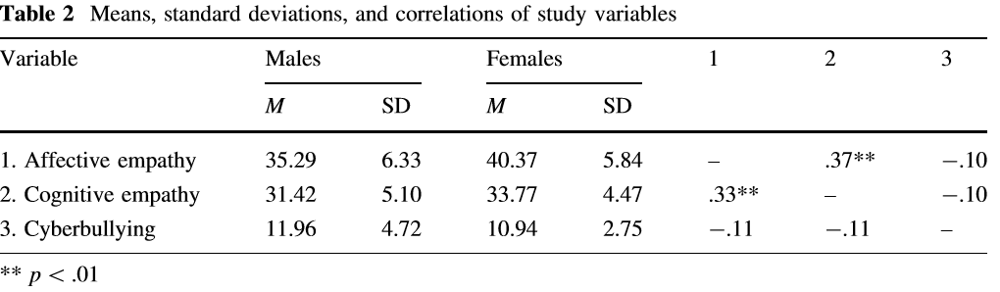 Table 2 Means, standard deviations, and correlations of study variables
Variable Males Females 1 2 3
M SD M SD
1. Affective empathy 35.29 6.33 40.37 5.84 – .37** −.10
2. Cognitive empathy 31.42 5.10 33.77 4.47 .33** – −.10
3. Cyberbullying 11.96 4.72 10.94 2.75 −.11 −.11 –
** p < .01